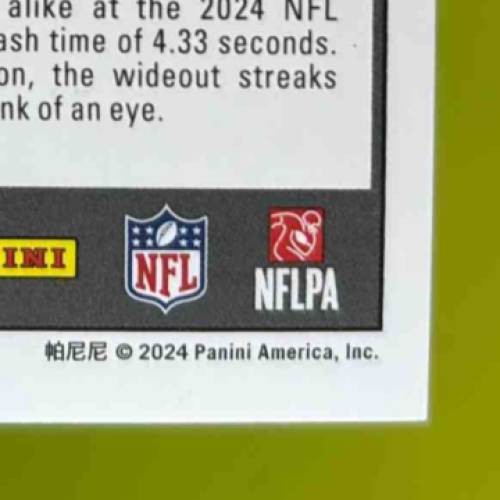 alike at the 2024 NFL
ash time of 4.33 seconds.
on, the wideout streaks
nk of an eye.
INI
NFL
NFLPA
帕尼尼 © 2024 Panini America, Inc.